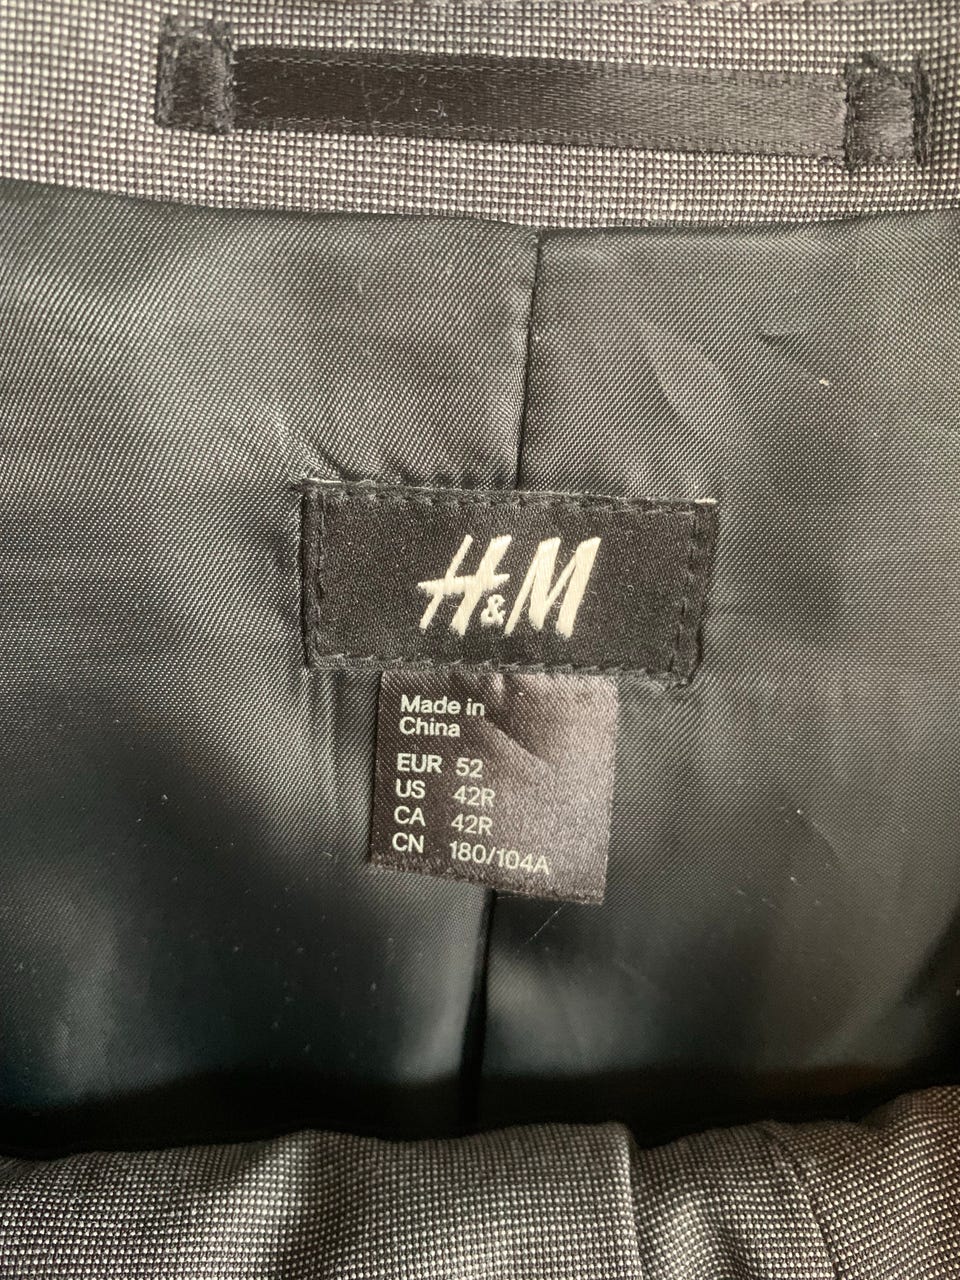 H&M
Made in
China
EUR 52
US 42R
CA 42R
CN 180/104A